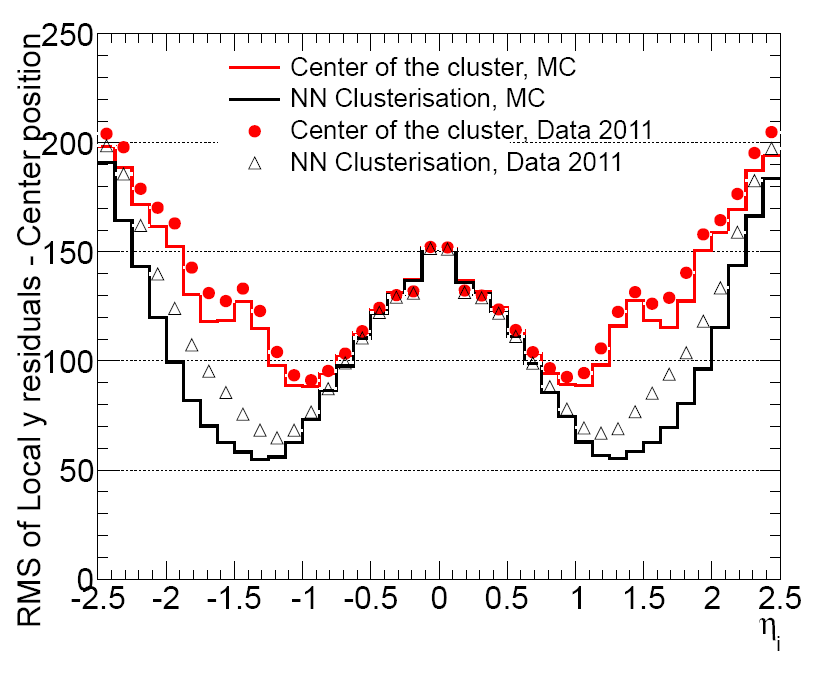 RMS of Local y residuals - Center position
250
200
150
100
50
0
Center of the cluster, MC
NN Clusterisation, MC
Center of the cluster, Data 2011
NN Clusterisation, Data 2011
-2.5 -2 -1.5 -1 -0.5 0 0.5 1 1.5 2 2.5
ηi